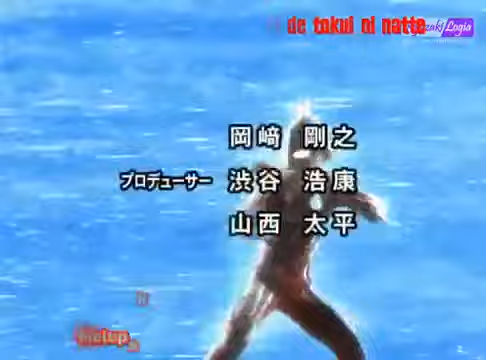 de tokui ni natte
岡﨑 剛之
プロデューサー 渋谷 浩康
山西 太平